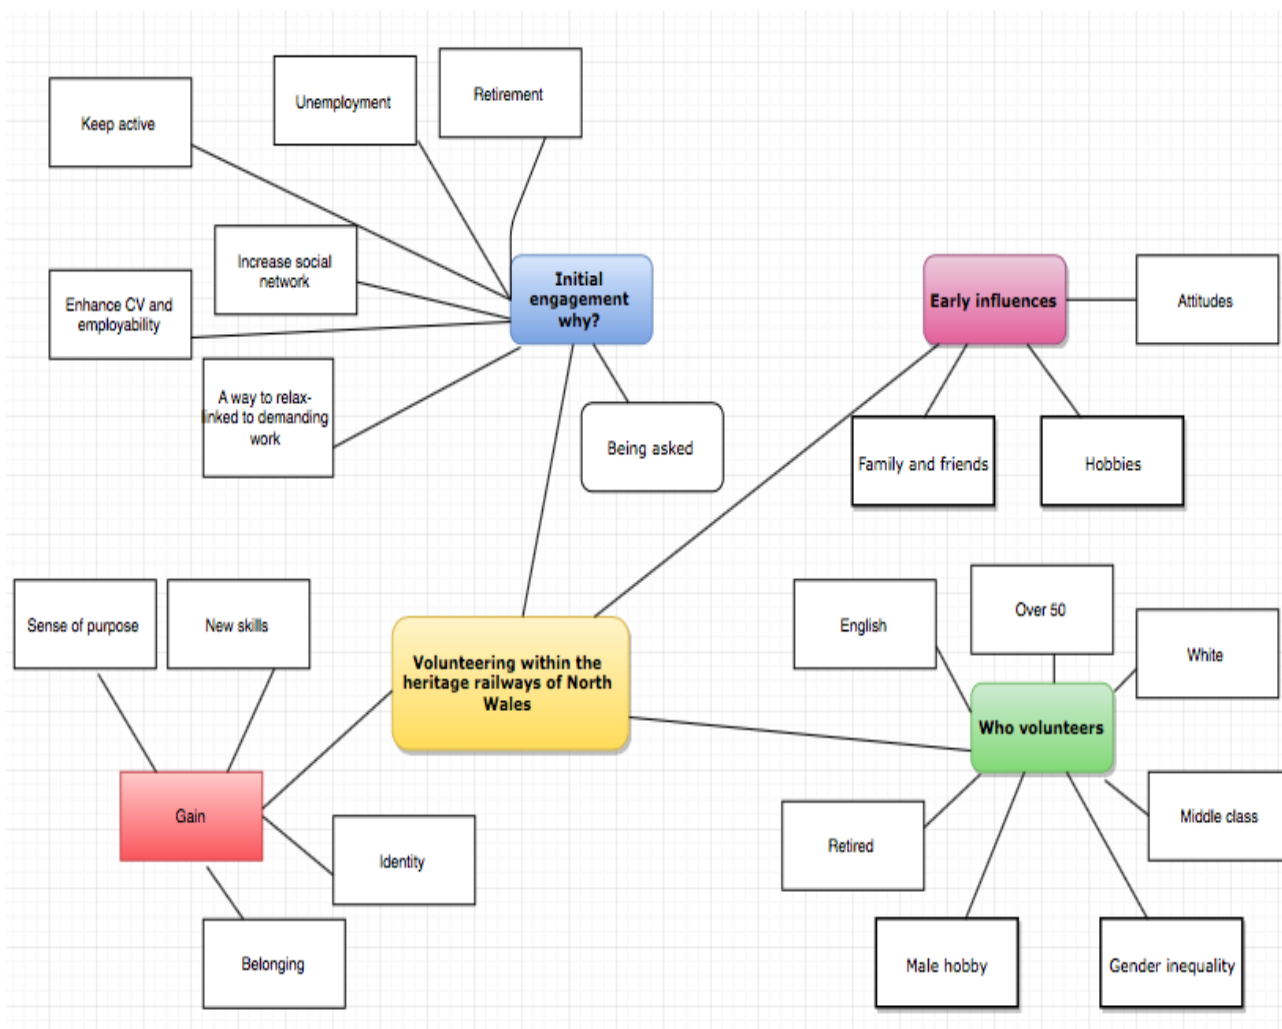 Retirement
Unemployment
Keep active
Increase social
network
Initial
engagement
why?
Early influences
Attitudes
Enhance CV and
employability
A way to relax-
linked to demanding
work
Being asked
Family and friends
Hobbies
Sense of purpose
New skills
English
Over 50
White
Volunteering within the
heritage railways of North
Wales
Who volunteers
Gain
Identity
Belonging
Retired
Middle class
Male hobby
Gender inequality